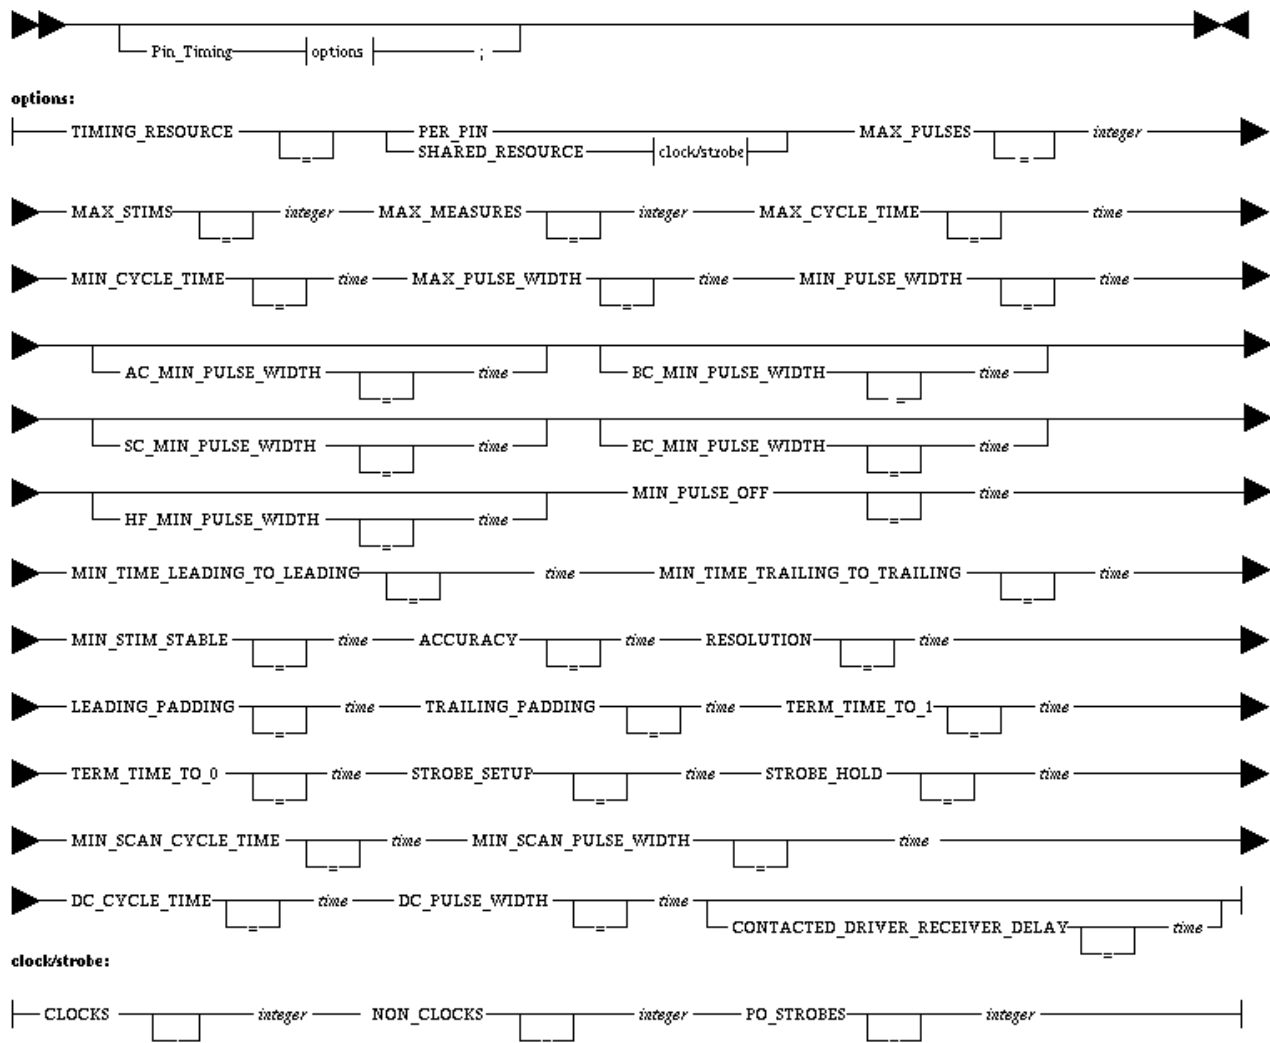 Pin_Timing options ;
options:
TIMING_RESOURCE = PER_PIN MAX_PULSES = integer
SHARED_RESOURCE clock/strobe
MAX_STIMS = integer MAX_MEASURES = integer MAX_CYCLE_TIME = time
MIN_CYCLE_TIME = time MAX_PULSE_WIDTH = time MIN_PULSE_WIDTH = time
AC_MIN_PULSE_WIDTH = time BC_MIN_PULSE_WIDTH = time
SC_MIN_PULSE_WIDTH = time EC_MIN_PULSE_WIDTH = time
MIN_PULSE_OFF = time
HF_MIN_PULSE_WIDTH = time
MIN_TIME_LEADING_TO_LEADING = time MIN_TIME_TRAILING_TO_TRAILING = time
MIN_STIM_STABLE = time ACCURACY = time RESOLUTION = time
LEADING_PADDING = time TRAILING_PADDING = time TERM_TIME_TO_1 = time
TERM_TIME_TO_0 = time STROBE_SETUP = time STROBE_HOLD = time
MIN_SCAN_CYCLE_TIME = time MIN_SCAN_PULSE_WIDTH = time
DC_CYCLE_TIME = time DC_PULSE_WIDTH = time
CONTACTED_DRIVER_RECEIVER_DELAY = time
clock/strobe:
CLOCKS integer NON_CLOCKS integer PO_STROBES integer